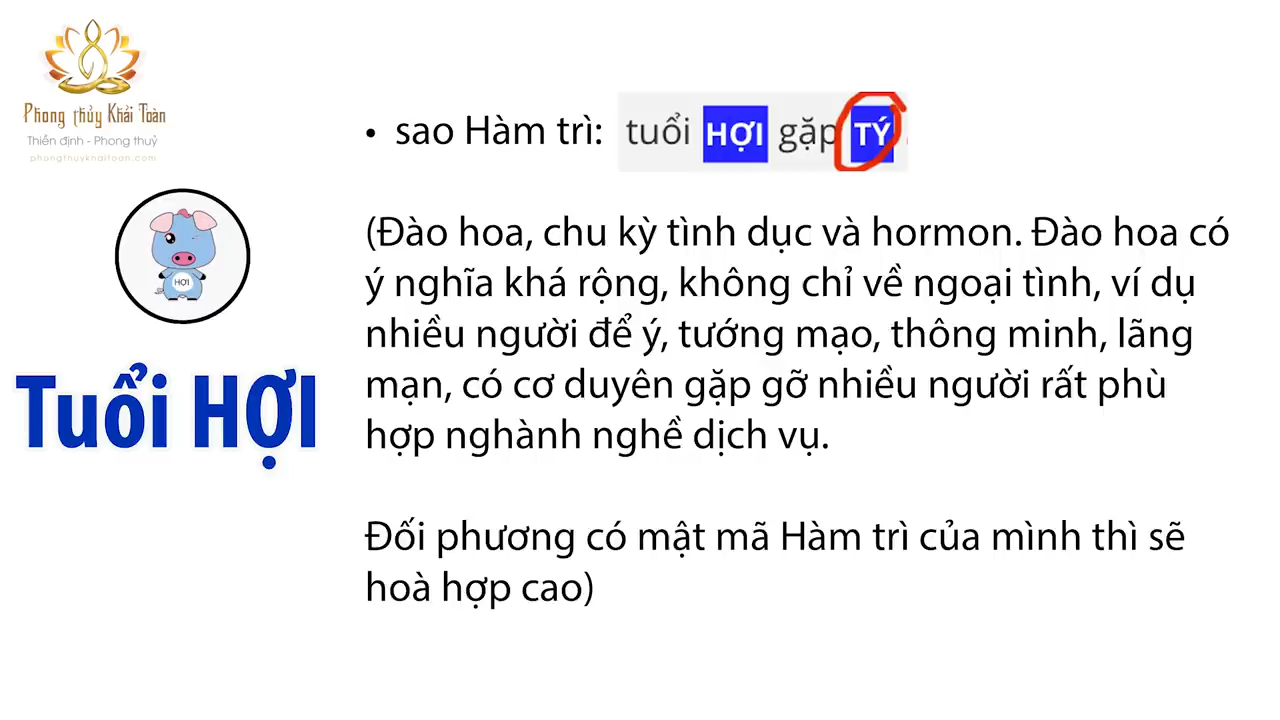 Phong thủy Khải Toàn
Thiền định - Phong thuỷ
phongthuykhaitoan.com
• sao Hàm trì: tuổi HỢI gặp TÝ
(Đào hoa, chu kỳ tình dục và hormon. Đào hoa có
ý nghĩa khá rộng, không chỉ về ngoại tình, ví dụ
nhiều người để ý, tướng mạo, thông minh, lãng
mạn, có cơ duyên gặp gỡ nhiều người rất phù
hợp nghành nghề dịch vụ.
Đối phương có mật mã Hàm trì của mình thì sẽ
hoà hợp cao)
HỢI
Tuổi HỢI